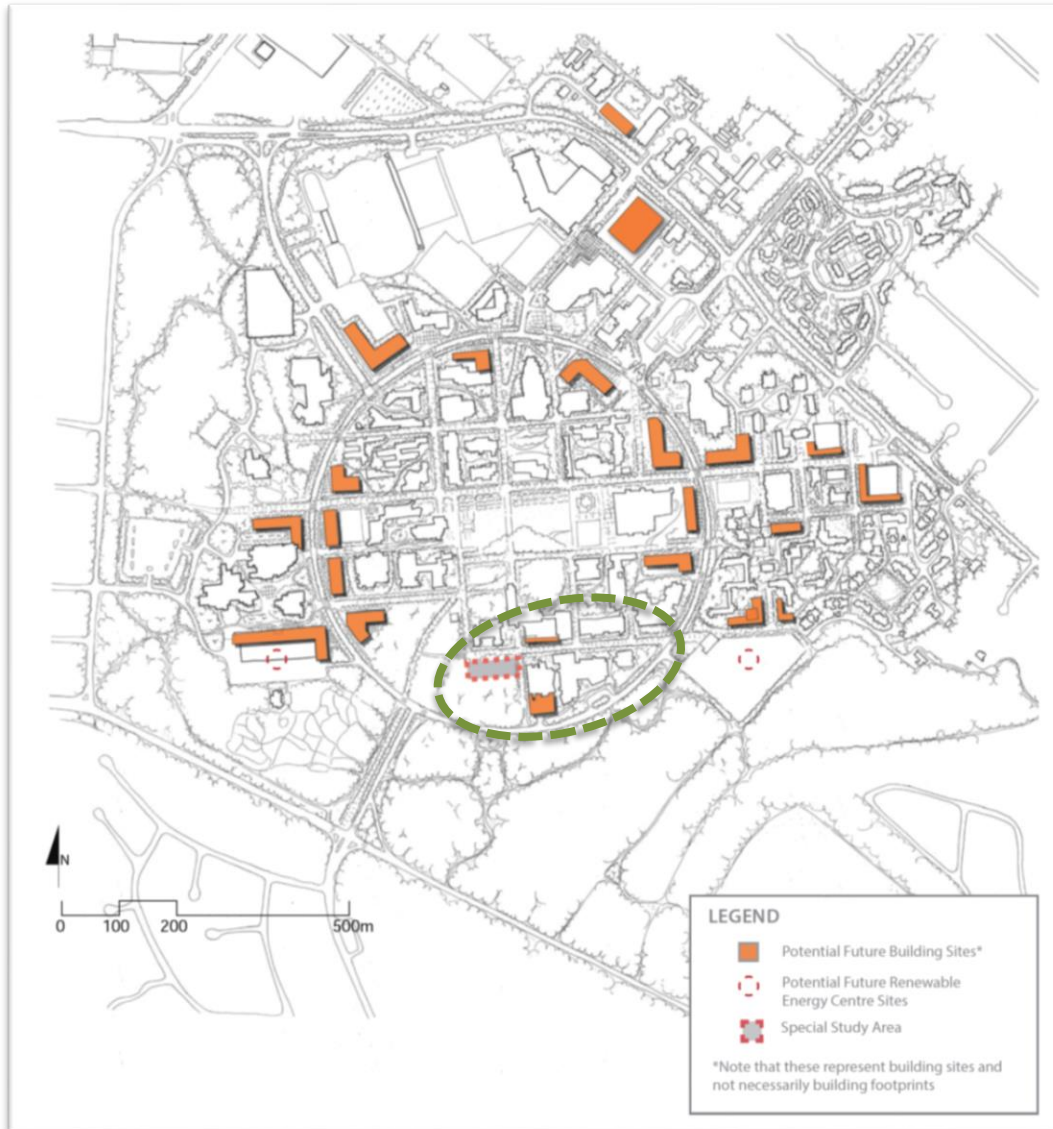 N
0 100 200 500m
LEGEND
Potential Future Building Sites*
Potential Future Renewable
Energy Centre Sites
Special Study Area
*Note that these represent building sites and
not necessarily building footprints